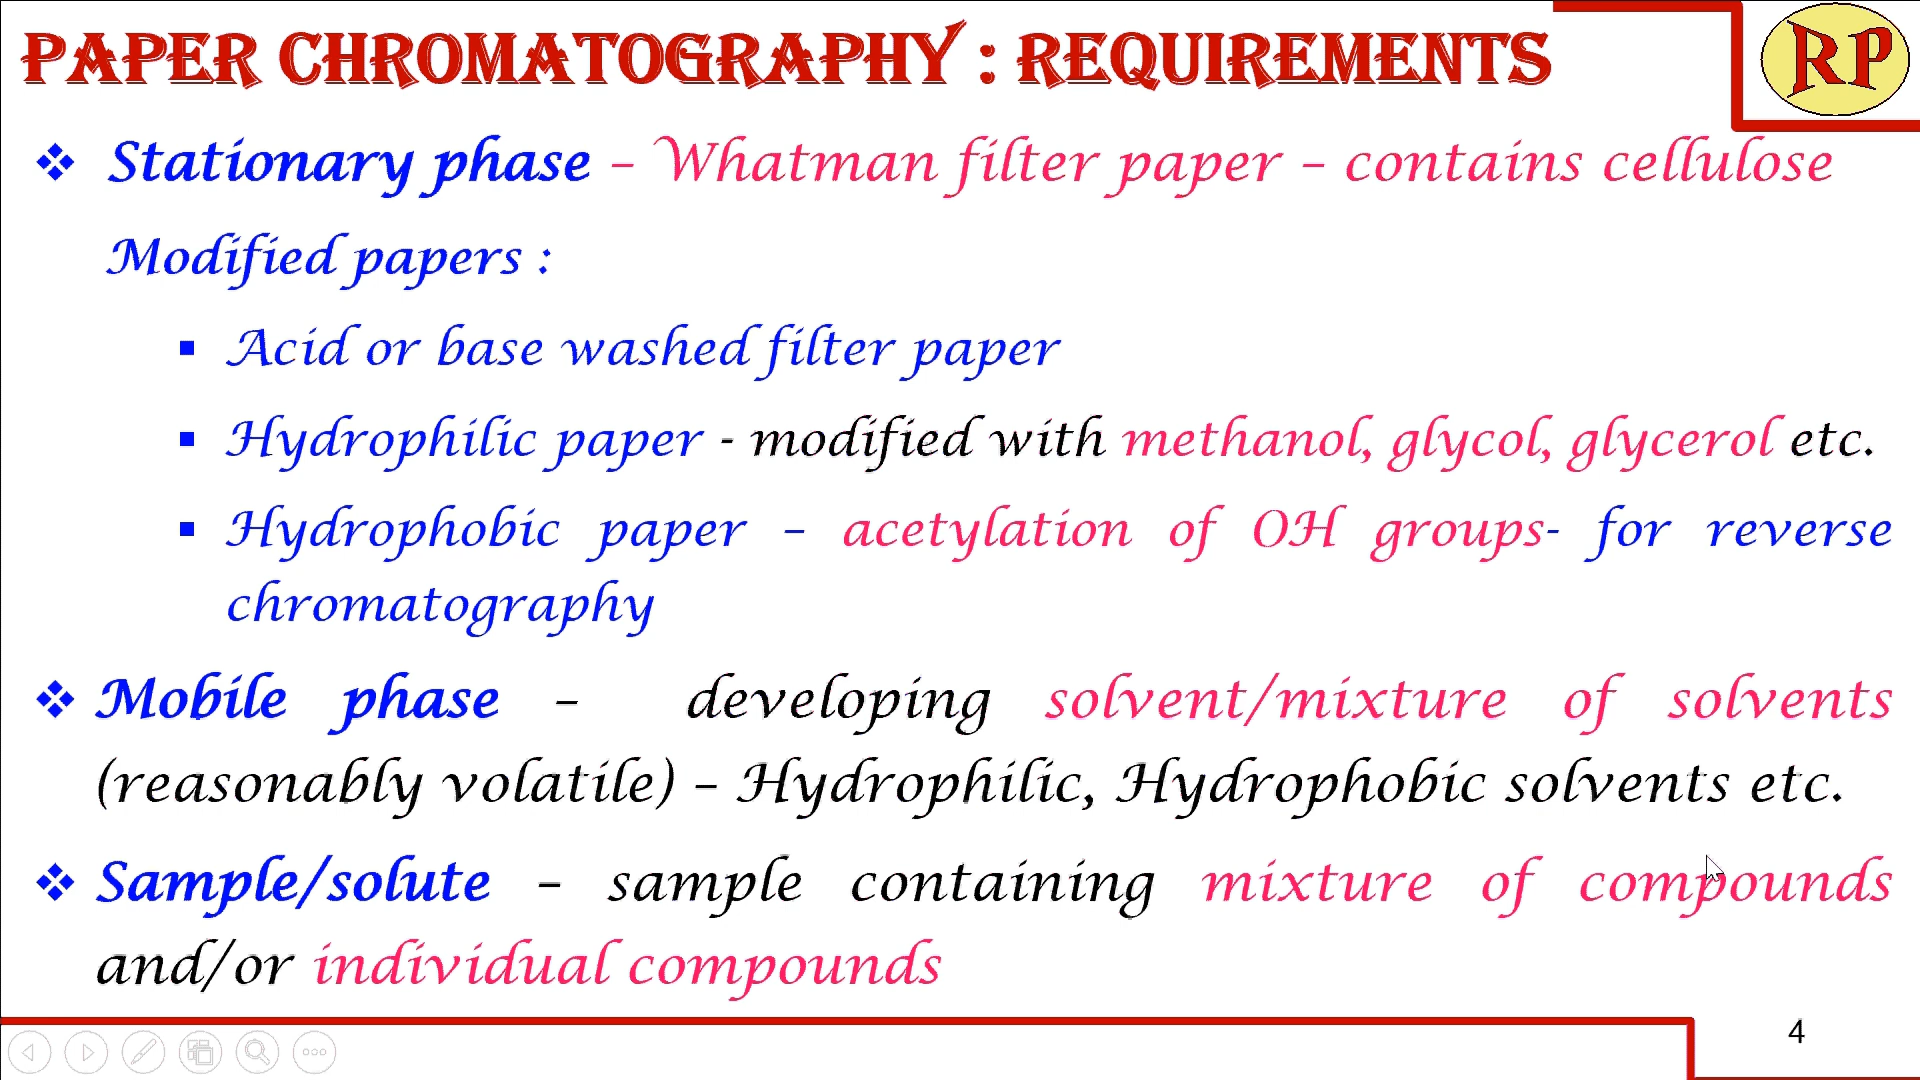 PAPER CHROMATOGRAPHY : REQUIREMENTS
RP
Stationary phase – Whatman filter paper – contains cellulose
Modified papers :
Acid or base washed filter paper
Hydrophilic paper - modified with methanol, glycol, glycerol etc.
Hydrophobic paper – acetylation of OH groups- for reverse
chromatography
Mobile phase – developing solvent/mixture of solvents
(reasonably volatile) – Hydrophilic, Hydrophobic solvents etc.
Sample/solute – sample containing mixture of compounds
and/or individual compounds
4